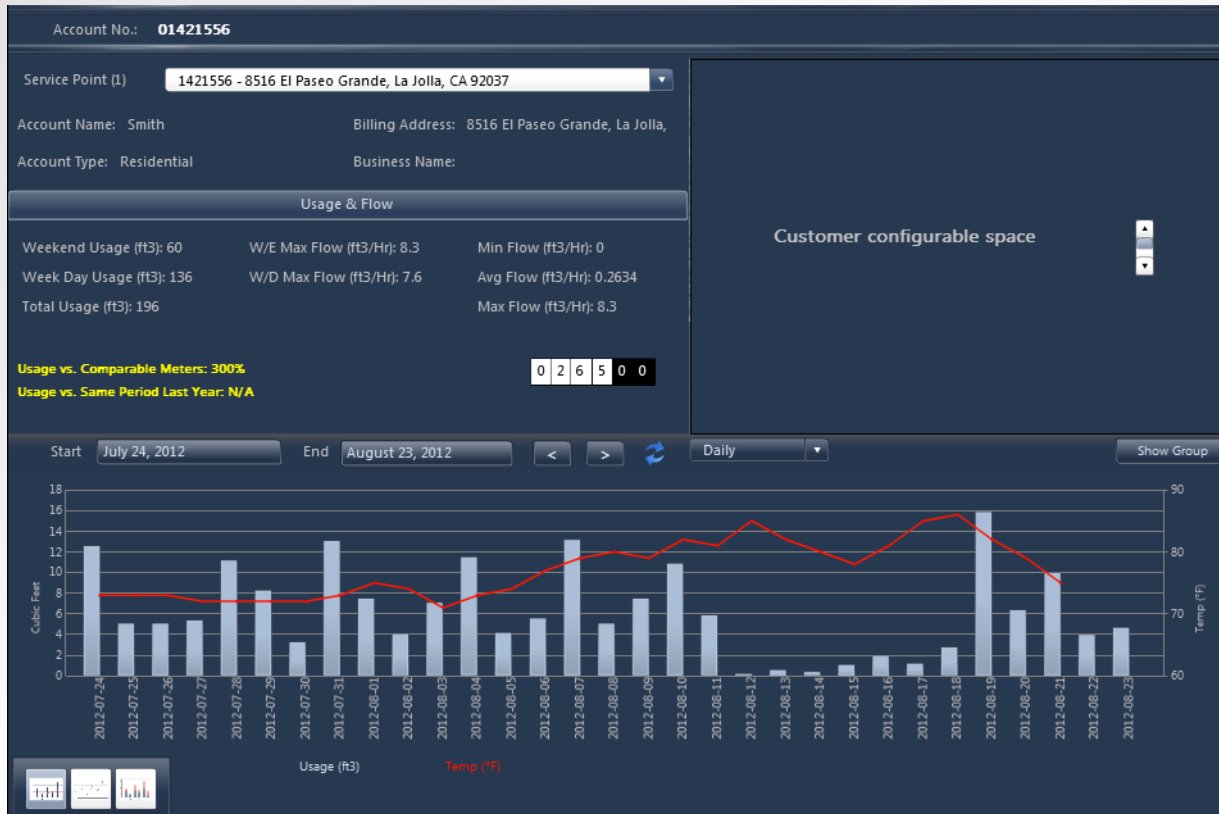 Account No.: 01421556
Service Point (1) 1421556 - 8516 El Paseo Grande, La Jolla, CA 92037
Account Name: Smith Billing Address: 8516 El Paseo Grande, La Jolla,
Account Type: Residential Business Name:
Usage & Flow
Weekend Usage (ft3): 60 W/E Max Flow (ft3/Hr): 8.3 Min Flow (ft3/Hr): 0
Week Day Usage (ft3): 136 W/D Max Flow (ft3/Hr): 7.6 Avg Flow (ft3/Hr): 0.2634
Total Usage (ft3): 196 Max Flow (ft3/Hr): 8.3
Usage vs. Comparable Meters: 300%
Usage vs. Same Period Last Year: N/A
0 2 6 5 0 0
Customer configurable space
Start July 24, 2012 End August 23, 2012 < > Daily Show Group
18
16
14
12
10
8
6
4
2
0
Cubic Feet
90
80
70
60
Temp (°F)
2012-07-24
2012-07-25
2012-07-26
2012-07-27
2012-07-28
2012-07-29
2012-07-30
2012-07-31
2012-08-01
2012-08-02
2012-08-03
2012-08-04
2012-08-05
2012-08-06
2012-08-07
2012-08-08
2012-08-09
2012-08-10
2012-08-11
2012-08-12
2012-08-13
2012-08-14
2012-08-15
2012-08-16
2012-08-17
2012-08-18
2012-08-19
2012-08-20
2012-08-21
2012-08-22
2012-08-23
Usage (ft3) Temp (°F)